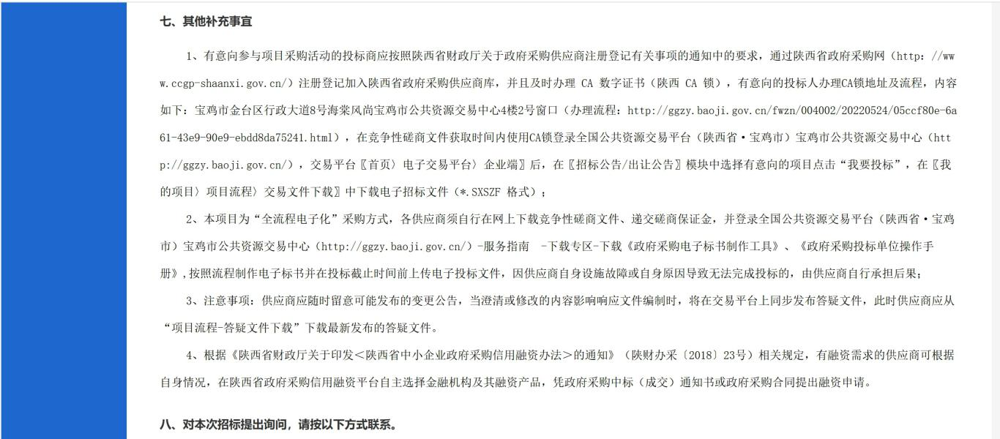 七、其他补充事宜
1、有意向参与项目采购活动的投标商应按照陕西省财政厅关于政府采购供应商注册登记有关事项的通知中的要求，通过陕西省政府采购网（http：//ww
w.ccgp-shaanxi.gov.cn/）注册登记加入陕西省政府采购供应商库，并且及时办理 CA 数字证书（陕西 CA 锁），有意向的投标人办理CA锁地址及流程，内容
如下：宝鸡市金台区行政大道8号海棠风尚宝鸡市公共资源交易中心4楼2号窗口（办理流程：http://ggzy.baoji.gov.cn/fwzn/004002/20220524/05ccf80e-6a
61-43e9-90e9-ebdd8da75241.html），在竞争性磋商文件获取时间内使用CA锁登录全国公共资源交易平台（陕西省•宝鸡市）宝鸡市公共资源交易中心（htt
p://ggzy.baoji.gov.cn/），交易平台〖首页〉电子交易平台〉企业端〗后，在〖招标公告/出让公告〗模块中选择有意向的项目点击“我要投标”，在〖我
的项目〉项目流程〉交易文件下载〗中下载电子招标文件（*.SXSZF 格式）；
2、本项目为“全流程电子化”采购方式，各供应商须自行在网上下载竞争性磋商文件、递交磋商保证金，并登录全国公共资源交易平台（陕西省•宝鸡
市）宝鸡市公共资源交易中心（http://ggzy.baoji.gov.cn/）-服务指南 -下载专区-下载《政府采购电子标书制作工具》、《政府采购投标单位操作手
册》,按照流程制作电子标书并在投标截止时间前上传电子投标文件，因供应商自身设施故障或自身原因导致无法完成投标的，由供应商自行承担后果；
3、注意事项：供应商应随时留意可能发布的变更公告，当澄清或修改的内容影响响应文件编制时，将在交易平台上同步发布答疑文件，此时供应商应从
“项目流程-答疑文件下载”下载最新发布的答疑文件。
4、根据《陕西省财政厅关于印发＜陕西省中小企业政府采购信用融资办法＞的通知》（陕财办采〔2018〕23号）相关规定，有融资需求的供应商可根据
自身情况，在陕西省政府采购信用融资平台自主选择金融机构及其融资产品，凭政府采购中标（成交）通知书或政府采购合同提出融资申请。
八、对本次招标提出询问，请按以下方式联系。